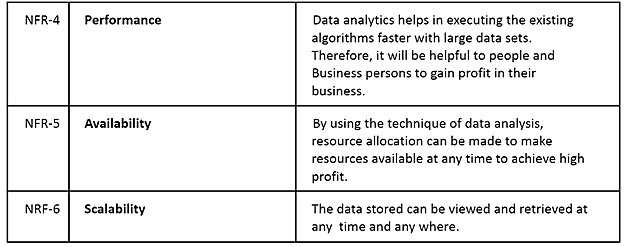 NFR-4 Performance Data analytics helps in executing the existing
algorithms faster with large data sets.
Therefore, it will be helpful to people and
Business persons to gain profit in their
business.
NFR-5 Availability By using the technique of data analysis,
resource allocation can be made to make
resources available at any time to achieve high
profit.
NRF-6 Scalability The data stored can be viewed and retrieved at
any time and any where.